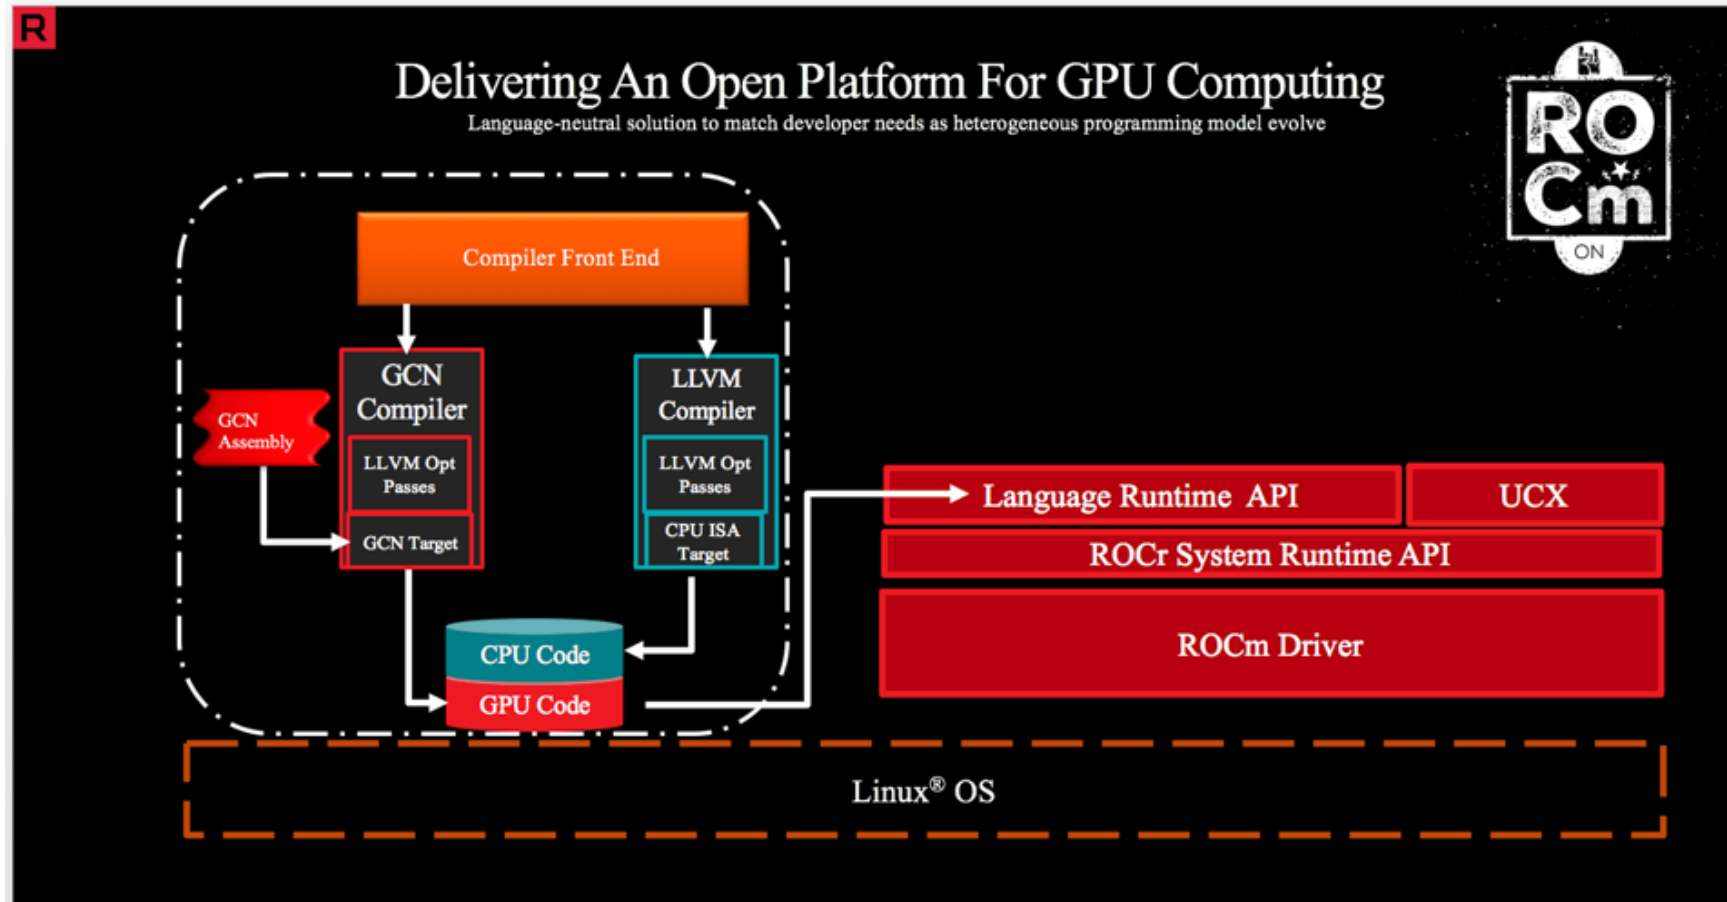 R
Delivering An Open Platform For GPU Computing
Language-neutral solution to match developer needs as heterogeneous programming model evolve
RO
Cm
ON
Compiler Front End
GCN
Compiler
LLVM Opt
Passes
GCN Target
GCN
Assembly
LLVM
Compiler
LLVM Opt
Passes
CPU ISA
Target
CPU Code
GPU Code
Language Runtime API
UCX
ROCr System Runtime API
ROCm Driver
Linux® OS